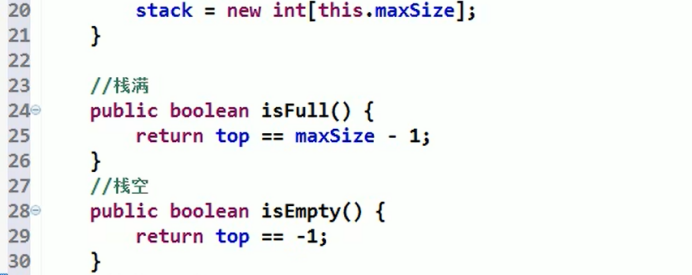 20 stack = new int[this.maxSize];
21 }
22
23 //栈满
24 public boolean isFull() {
25 return top == maxSize - 1;
26 }
27 //栈空
28 public boolean isEmpty() {
29 return top == -1;
30 }